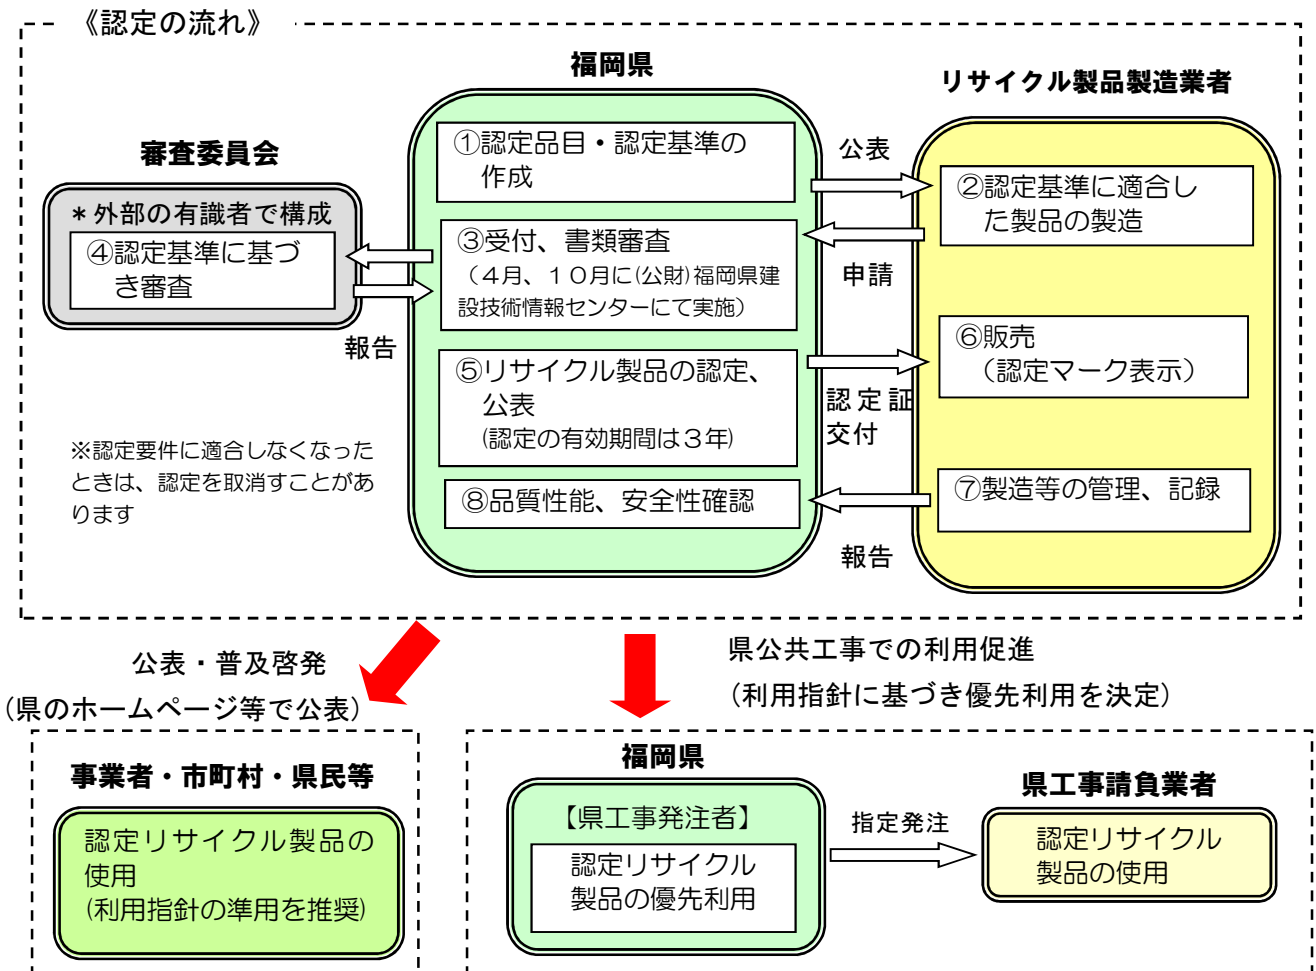 《認定の流れ》
福岡県
リサイクル製品製造業者
審査委員会
①認定品目・認定基準の
作成
公表
②認定基準に適合し
た製品の製造
＊外部の有識者で構成
④認定基準に基づ
き審査
③受付、書類審査
（４月、１０月に(公財)福岡県建
設技術情報センターにて実施）
申請
報告
⑤リサイクル製品の認定、
公表
(認定の有効期間は３年)
認定証
交付
⑥販売
（認定マーク表示）
※認定要件に適合しなくなった
ときは、認定を取消すことがあ
ります
⑧品質性能、安全性確認
⑦製造等の管理、記録
報告
公表・普及啓発
(県のホームページ等で公表)
県公共工事での利用促進
(利用指針に基づき優先利用を決定)
事業者・市町村・県民等
認定リサイクル製品の
使用
(利用指針の準用を推奨)
福岡県
【県工事発注者】
認定リサイクル
製品の優先利用
指定発注
県工事請負業者
認定リサイクル
製品の使用